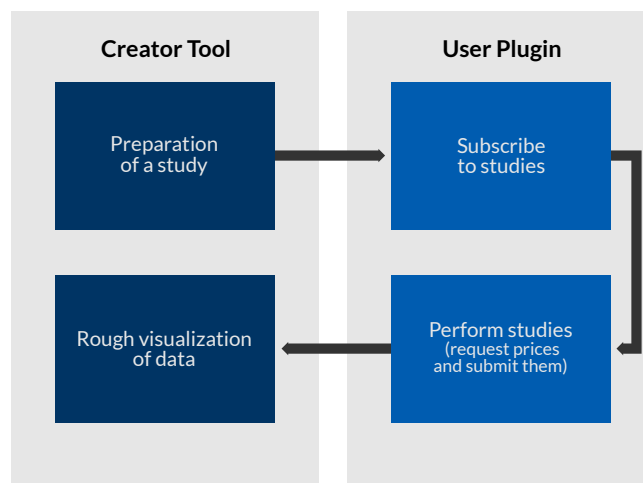 Creator Tool
User Plugin
Preparation
of a study
Subscribe
to studies
Rough visualization
of data
Perform studies
(request prices
and submit them)